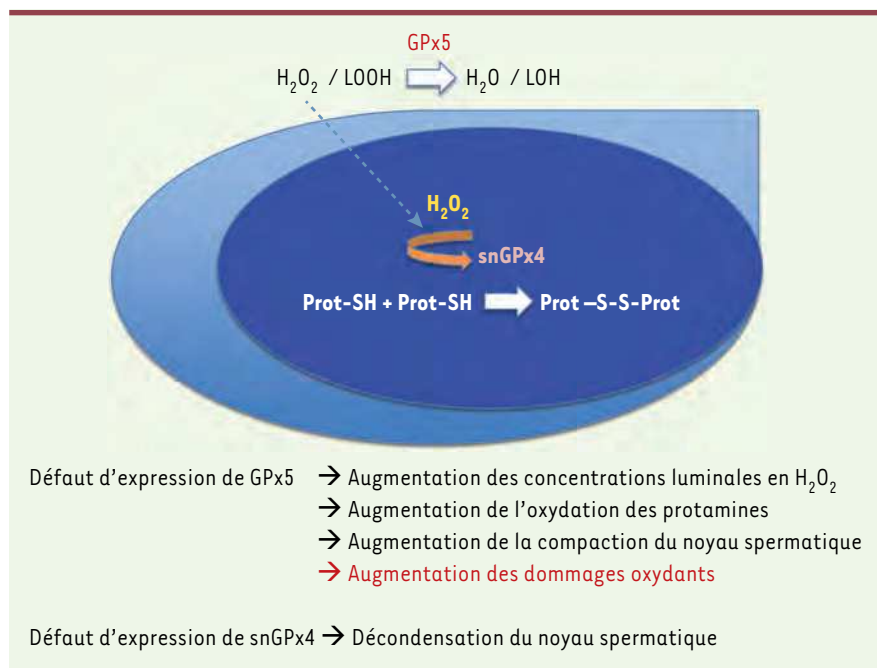 GPx5
H₂O₂ / LOOH ⇨ H₂O / LOH
H₂O₂
snGPx4
Prot-SH + Prot-SH ➡ Prot –S-S-Prot
Défaut d'expression de GPx5 → Augmentation des concentrations luminales en H₂O₂
→ Augmentation de l'oxydation des protamines
→ Augmentation de la compaction du noyau spermatique
→ Augmentation des dommages oxydants
Défaut d'expression de snGPx4 → Décondensation du noyau spermatique